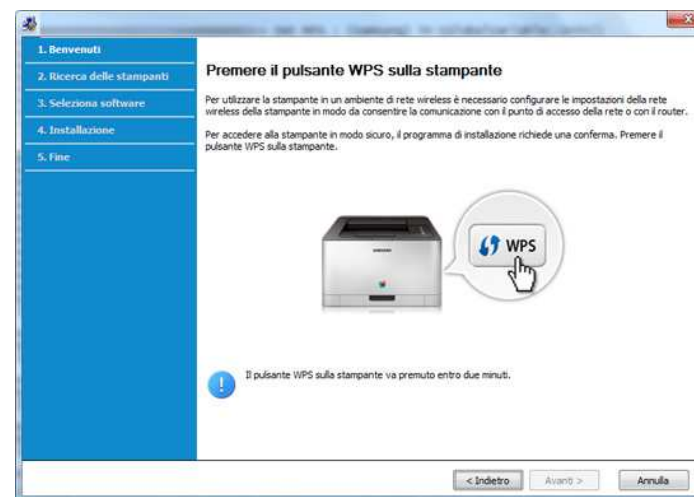 1. Benvenuti
2. Ricerca delle stampanti
3. Seleziona software
4. Installazione
5. Fine
Premere il pulsante WPS sulla stampante
Per utilizzare la stampante in un ambiente di rete wireless è necessario configurare le impostazioni della rete
wireless della stampante in modo da consentire la comunicazione con il punto di accesso della rete o con il router.
Per accedere alla stampante in modo sicuro, il programma di installazione richiede una conferma. Premere il
pulsante WPS sulla stampante.
WPS
Il pulsante WPS sulla stampante va premuto entro due minuti.
< Indietro
Avanti >
Annulla